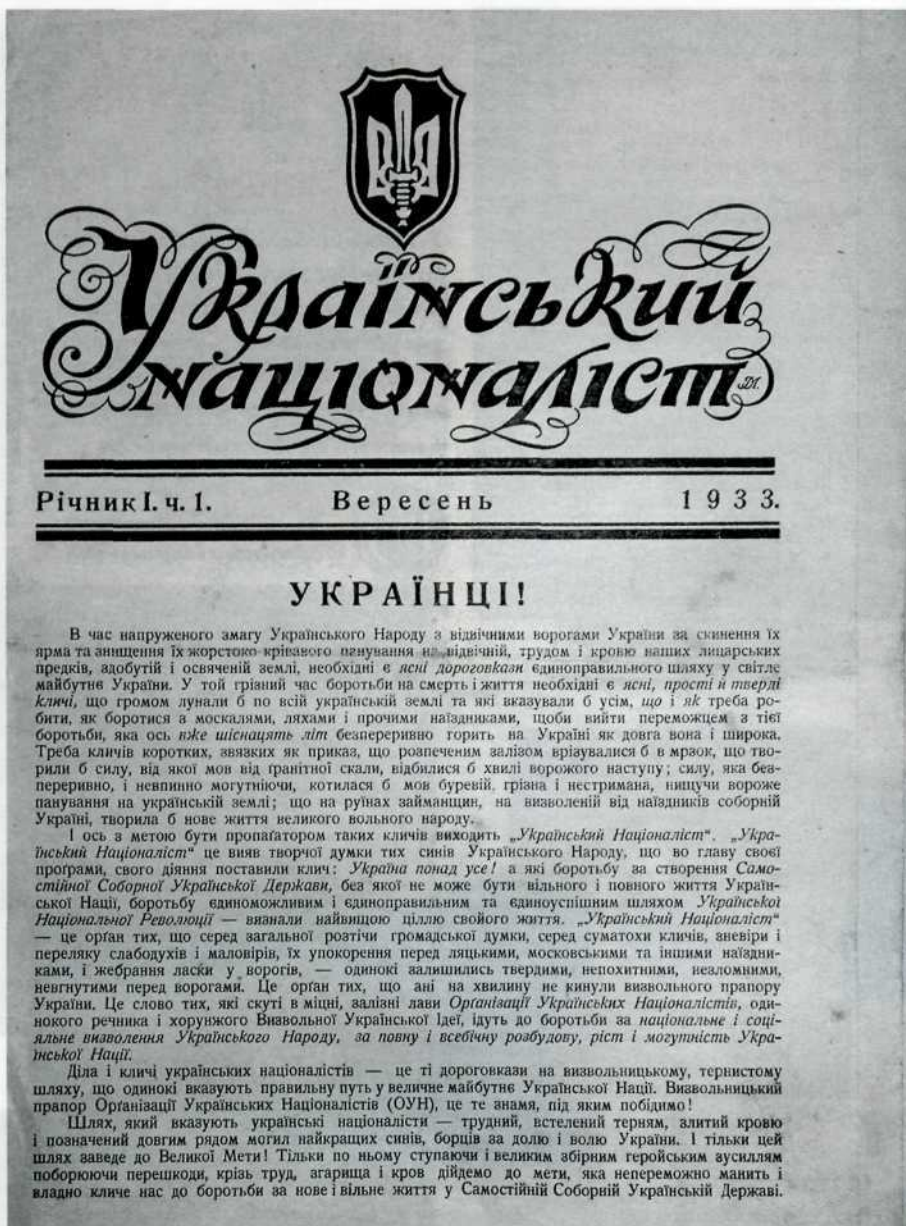 Український
націоналіст
Річник І. ч. 1. Вересень 1933.
УКРАЇНЦІ!
В час напруженого змагу Українського Народу з відвічними ворогами України за скинення їх
ярма та знищення їх жорстоко крівавого панування на відвічній, трудом і кровю наших лицарських
предків, здобутій і освяченій землі, необхідні є ясні дороговкази єдиноправильного шляху у світле
майбутнє України. У той грізний час боротьби на смерть і життя необхідні є ясні, прості й тверді
кличі, що громом лунали б по всій українській землі та які вказували б усім, що і як треба ро-
бити, як боротися з москалями, ляхами і прочими наїздниками, щоби вийти переможцем з тієї
боротьби, яка ось вже шіснацять літ безпереривно горить на Україні як довга вона і широка.
Треба кличів коротких, звязких як приказ, що розпеченим залізом врізувалися б в мрзок, що тво-
рили б силу, від якої мов від ґранітної скали, відбилися б хвилі ворожого наступу; силу, яка без-
переривно, і невпинно могутніючи, котилася б мов буревій, грізна і нестримана, нищучи вороже
панування на українській землі; що на руїнах займанщин, на визволеній від наїздників соборній
Україні, творила б нове життя великого вольного народу.
І ось з метою бути пропаґатором таких кличів виходить „Український Націоналіст“. „Укра-
їнський Націоналіст“ це вияв творчої думки тих синів Українського Народу, що во главу своєї
проґрами, свого діяння поставили клич: Україна понад усе! а які боротьбу за створення Само-
стійної Соборної Української Держави, без якої не може бути вільного і повного життя Україн-
ської Нації, боротьбу єдиноможливим і єдиноправильним та єдиноуспішним шляхом Української
Національної Революції — визнали найвищою ціллю свойого життя. „Український Націоналіст“
— це орґан тих, що серед загальної розтічи громадської думки, серед суматохи кличів, зневіри і
переляку слабодухів і маловірів, їх упокорення перед ляцькими, московськими та іншими наїздни-
ками, і жебрання ласки у ворогів, — одинокі залишились твердими, непохитними, незломними,
невгнутими перед ворогами. Це орґан тих, що ані на хвилину не кинули визвольного прапору
України. Це слово тих, які скуті в міцні, залізні лави Орґанізації Українських Націоналістів, оди-
нокого речника і хорунжого Визвольної Української Ідеї, ідуть до боротьби за національне і соці-
яльне визволення Українського Народу, за повну і всебічну розбудову, ріст і могутність Укра-
їнської Нації.
Діла і кличі українських націоналістів — це ті дороговкази на визвольницькому, тернистому
шляху, що одинокі вказують правильну путь у величне майбутнє Української Нації. Визвольницький
прапор Орґанізації Українських Націоналістів (ОУН), це те знамя, під яким побідимо!
Шлях, який вказують українські націоналісти — трудний, встелений терням, злитий кровю
і позначений довгим рядом могил найкращих синів, борців за долю і волю України. І тільки цей
шлях заведе до Великої Мети! Тільки по ньому ступаючи і великим збірним геройським зусиллям
поборюючи перешкоди, крізь труд, згарища і кров дійдемо до мети, яка непереможно манить і
владно кличе нас до боротьби за нове і вільне життя у Самостійній Соборній Українській Державі.